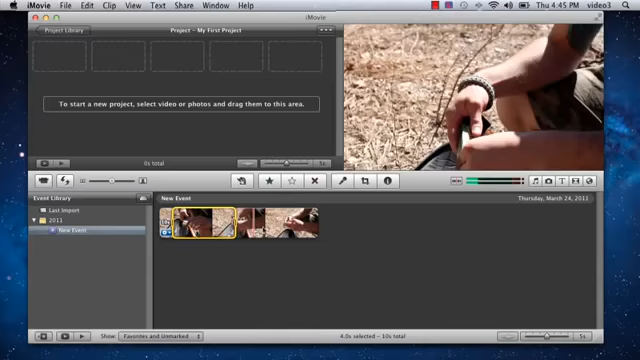 iMovie File Edit Clip View Text Share Window Help Thu 4:45 PM video3
iMovie
Project Library Project - My First Project
To start a new project, select video or photos and drag them to this area.
0s total 5s
Event Library New Event Thursday, March 24, 2011
Last Import
2011
New Event
Show: Favorites and Unmarked 4.0s selected – 10s total 5s